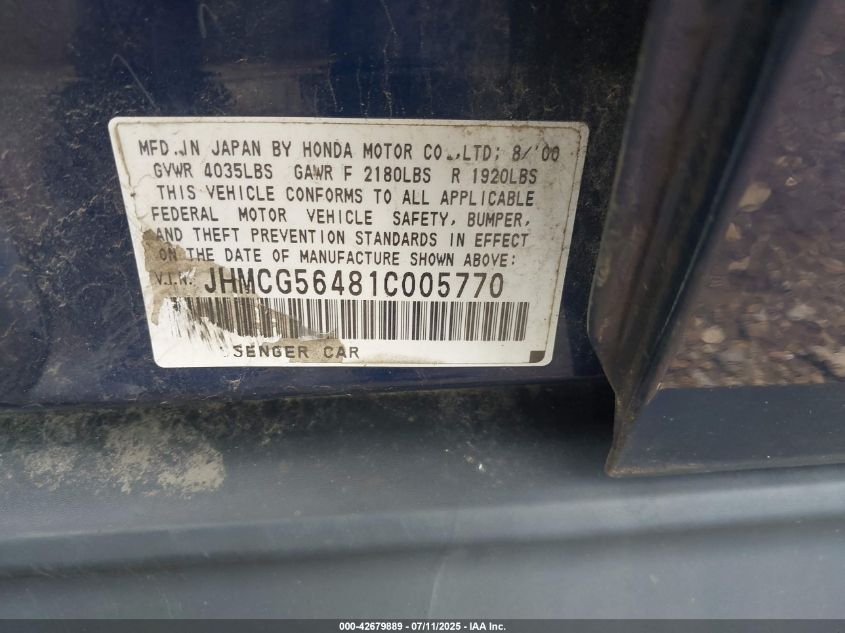 MFD.IN JAPAN BY HONDA MOTOR CO.,LTD; 8/'00
GVWR 4035LBS GAWR F 2180LBS R 1920LBS
THIS VEHICLE CONFORMS TO ALL APPLICABLE
FEDERAL MOTOR VEHICLE SAFETY, BUMPER,
AND THEFT PREVENTION STANDARDS IN EFFECT
ON THE DATE OF MANUFACTURE SHOWN ABOVE:
V.I.N. JHMCG56481C005770
SENGER CAR
000-42679889 - 07/11/2025 - IAA Inc.